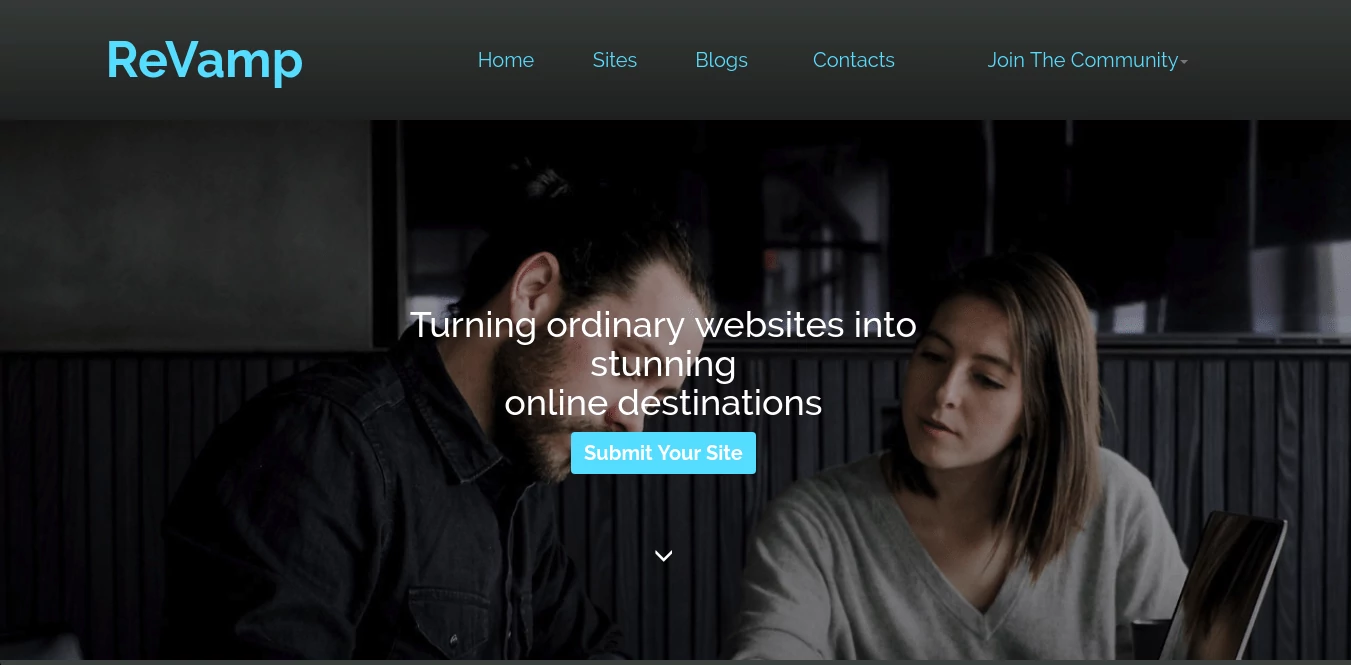 ReVamp
Home Sites Blogs Contacts Join The Community
Turning ordinary websites into
stunning
online destinations
Submit Your Site